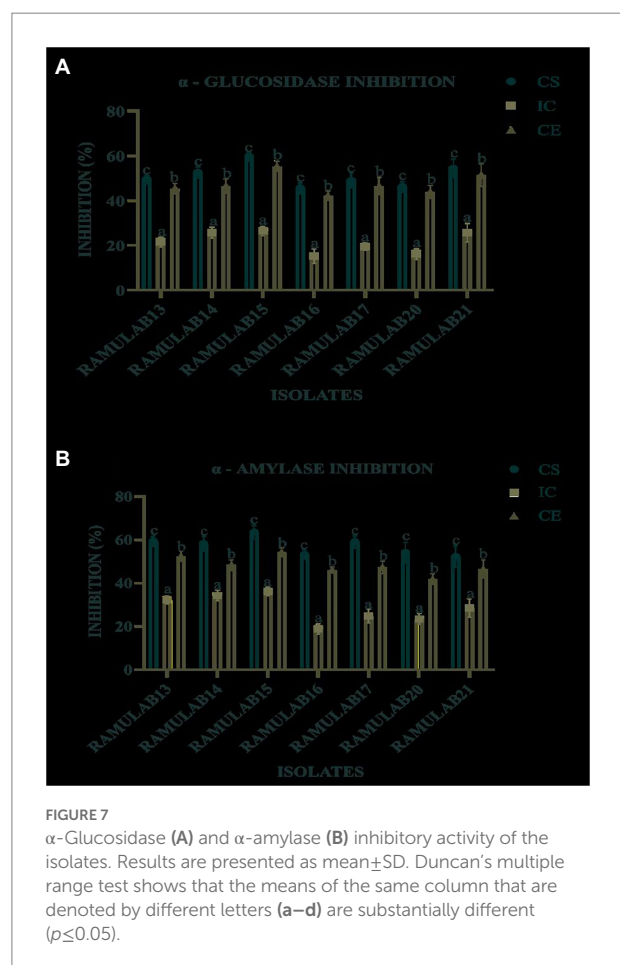 A
α - GLUCOSIDASE INHIBITION
CS
IC
CE
INHIBITION (%)
80
60
40
20
0
c a b c a b c a b c a b c a b c a b c a b
RAMULAB13 RAMULAB14 RAMULAB15 RAMULAB16 RAMULAB17 RAMULAB20 RAMULAB21
ISOLATES
B
α - AMYLASE INHIBITION
CS
IC
CE
INHIBITION (%)
80
60
40
20
0
c a b c a b c a b c a b c a b c a b c a b
RAMULAB13 RAMULAB14 RAMULAB15 RAMULAB16 RAMULAB17 RAMULAB20 RAMULAB21
ISOLATES
FIGURE 7
α-Glucosidase (A) and α-amylase (B) inhibitory activity of the
isolates. Results are presented as mean±SD. Duncan’s multiple
range test shows that the means of the same column that are
denoted by different letters (a–d) are substantially different
(p≤0.05).